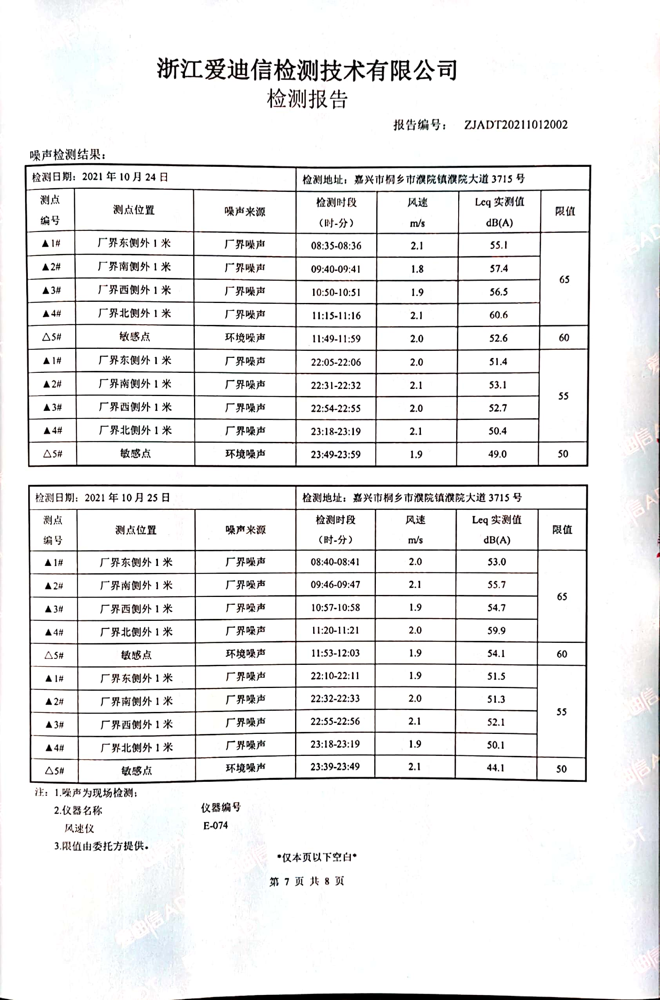 浙江爱迪信检测技术有限公司
检测报告
报告编号： ZJADT20211012002
噪声检测结果：
检测日期：2021 年 10 月 24 日 检测地址：嘉兴市桐乡市濮院镇濮院大道 3715 号
测点编号 测点位置 噪声来源 检测时段（时-分） 风速 m/s Leq 实测值 dB(A) 限值
▲1# 厂界东侧外 1 米 厂界噪声 08:35-08:36 2.1 55.1 65
▲2# 厂界南侧外 1 米 厂界噪声 09:40-09:41 1.8 57.4
▲3# 厂界西侧外 1 米 厂界噪声 10:50-10:51 1.9 56.5
▲4# 厂界北侧外 1 米 厂界噪声 11:15-11:16 2.1 60.6
△5# 敏感点 环境噪声 11:49-11:59 2.0 52.6 60
▲1# 厂界东侧外 1 米 厂界噪声 22:05-22:06 2.0 51.4 55
▲2# 厂界南侧外 1 米 厂界噪声 22:31-22:32 2.1 53.1
▲3# 厂界西侧外 1 米 厂界噪声 22:54-22:55 2.0 52.7
▲4# 厂界北侧外 1 米 厂界噪声 23:18-23:19 2.1 50.4
△5# 敏感点 环境噪声 23:49-23:59 1.9 49.0 50
检测日期：2021 年 10 月 25 日 检测地址：嘉兴市桐乡市濮院镇濮院大道 3715 号
测点编号 测点位置 噪声来源 检测时段（时-分） 风速 m/s Leq 实测值 dB(A) 限值
▲1# 厂界东侧外 1 米 厂界噪声 08:40-08:41 2.0 53.0 65
▲2# 厂界南侧外 1 米 厂界噪声 09:46-09:47 2.1 55.7
▲3# 厂界西侧外 1 米 厂界噪声 10:57-10:58 1.9 54.7
▲4# 厂界北侧外 1 米 厂界噪声 11:20-11:21 2.0 59.9
△5# 敏感点 环境噪声 11:53-12:03 1.9 54.1 60
▲1# 厂界东侧外 1 米 厂界噪声 22:10-22:11 1.9 51.5 55
▲2# 厂界南侧外 1 米 厂界噪声 22:32-22:33 2.0 51.3
▲3# 厂界西侧外 1 米 厂界噪声 22:55-22:56 2.1 52.1
▲4# 厂界北侧外 1 米 厂界噪声 23:18-23:19 1.9 50.1
△5# 敏感点 环境噪声 23:39-23:49 2.1 44.1 50
注：1.噪声为现场检测；
2.仪器名称 仪器编号
风速仪 E-074
3.限值由委托方提供。
*仅本页以下空白*
第 7 页 共 8 页